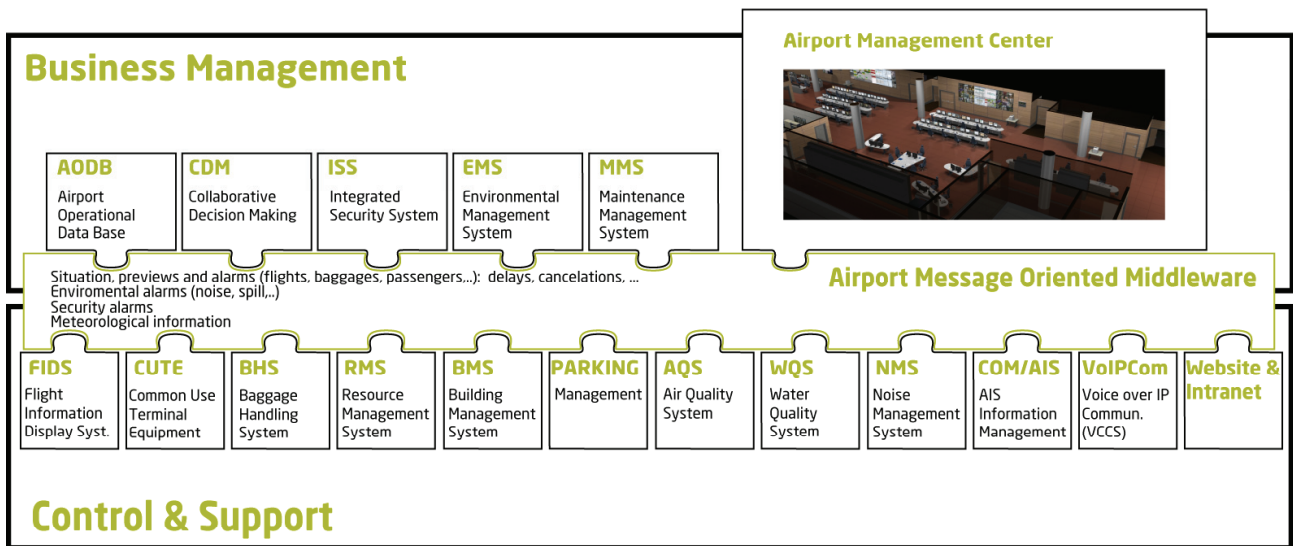 Airport Management Center
Business Management
AODB
Airport
Operational
Data Base
CDM
Collaborative
Decision Making
ISS
Integrated
Security System
EMS
Environmental
Management
System
MMS
Maintenance
Management
System
Situation, previews and alarms (flights, baggages, passengers,..): delays, cancelations, ...
Enviromental alarms (noise, spill,..)
Security alarms
Meteorological information
Airport Message Oriented Middleware
FIDS
Flight
Information
Display Syst.
CUTE
Common Use
Terminal
Equipment
BHS
Baggage
Handling
System
RMS
Resource
Management
System
BMS
Building
Management
System
PARKING
Management
AQS
Air Quality
System
WQS
Water
Quality
System
NMS
Noise
Management
System
COM/AIS
AIS
Information
Management
VoIPCom
Voice over IP
Commun.
(VCCS)
Website &
Intranet
Control & Support